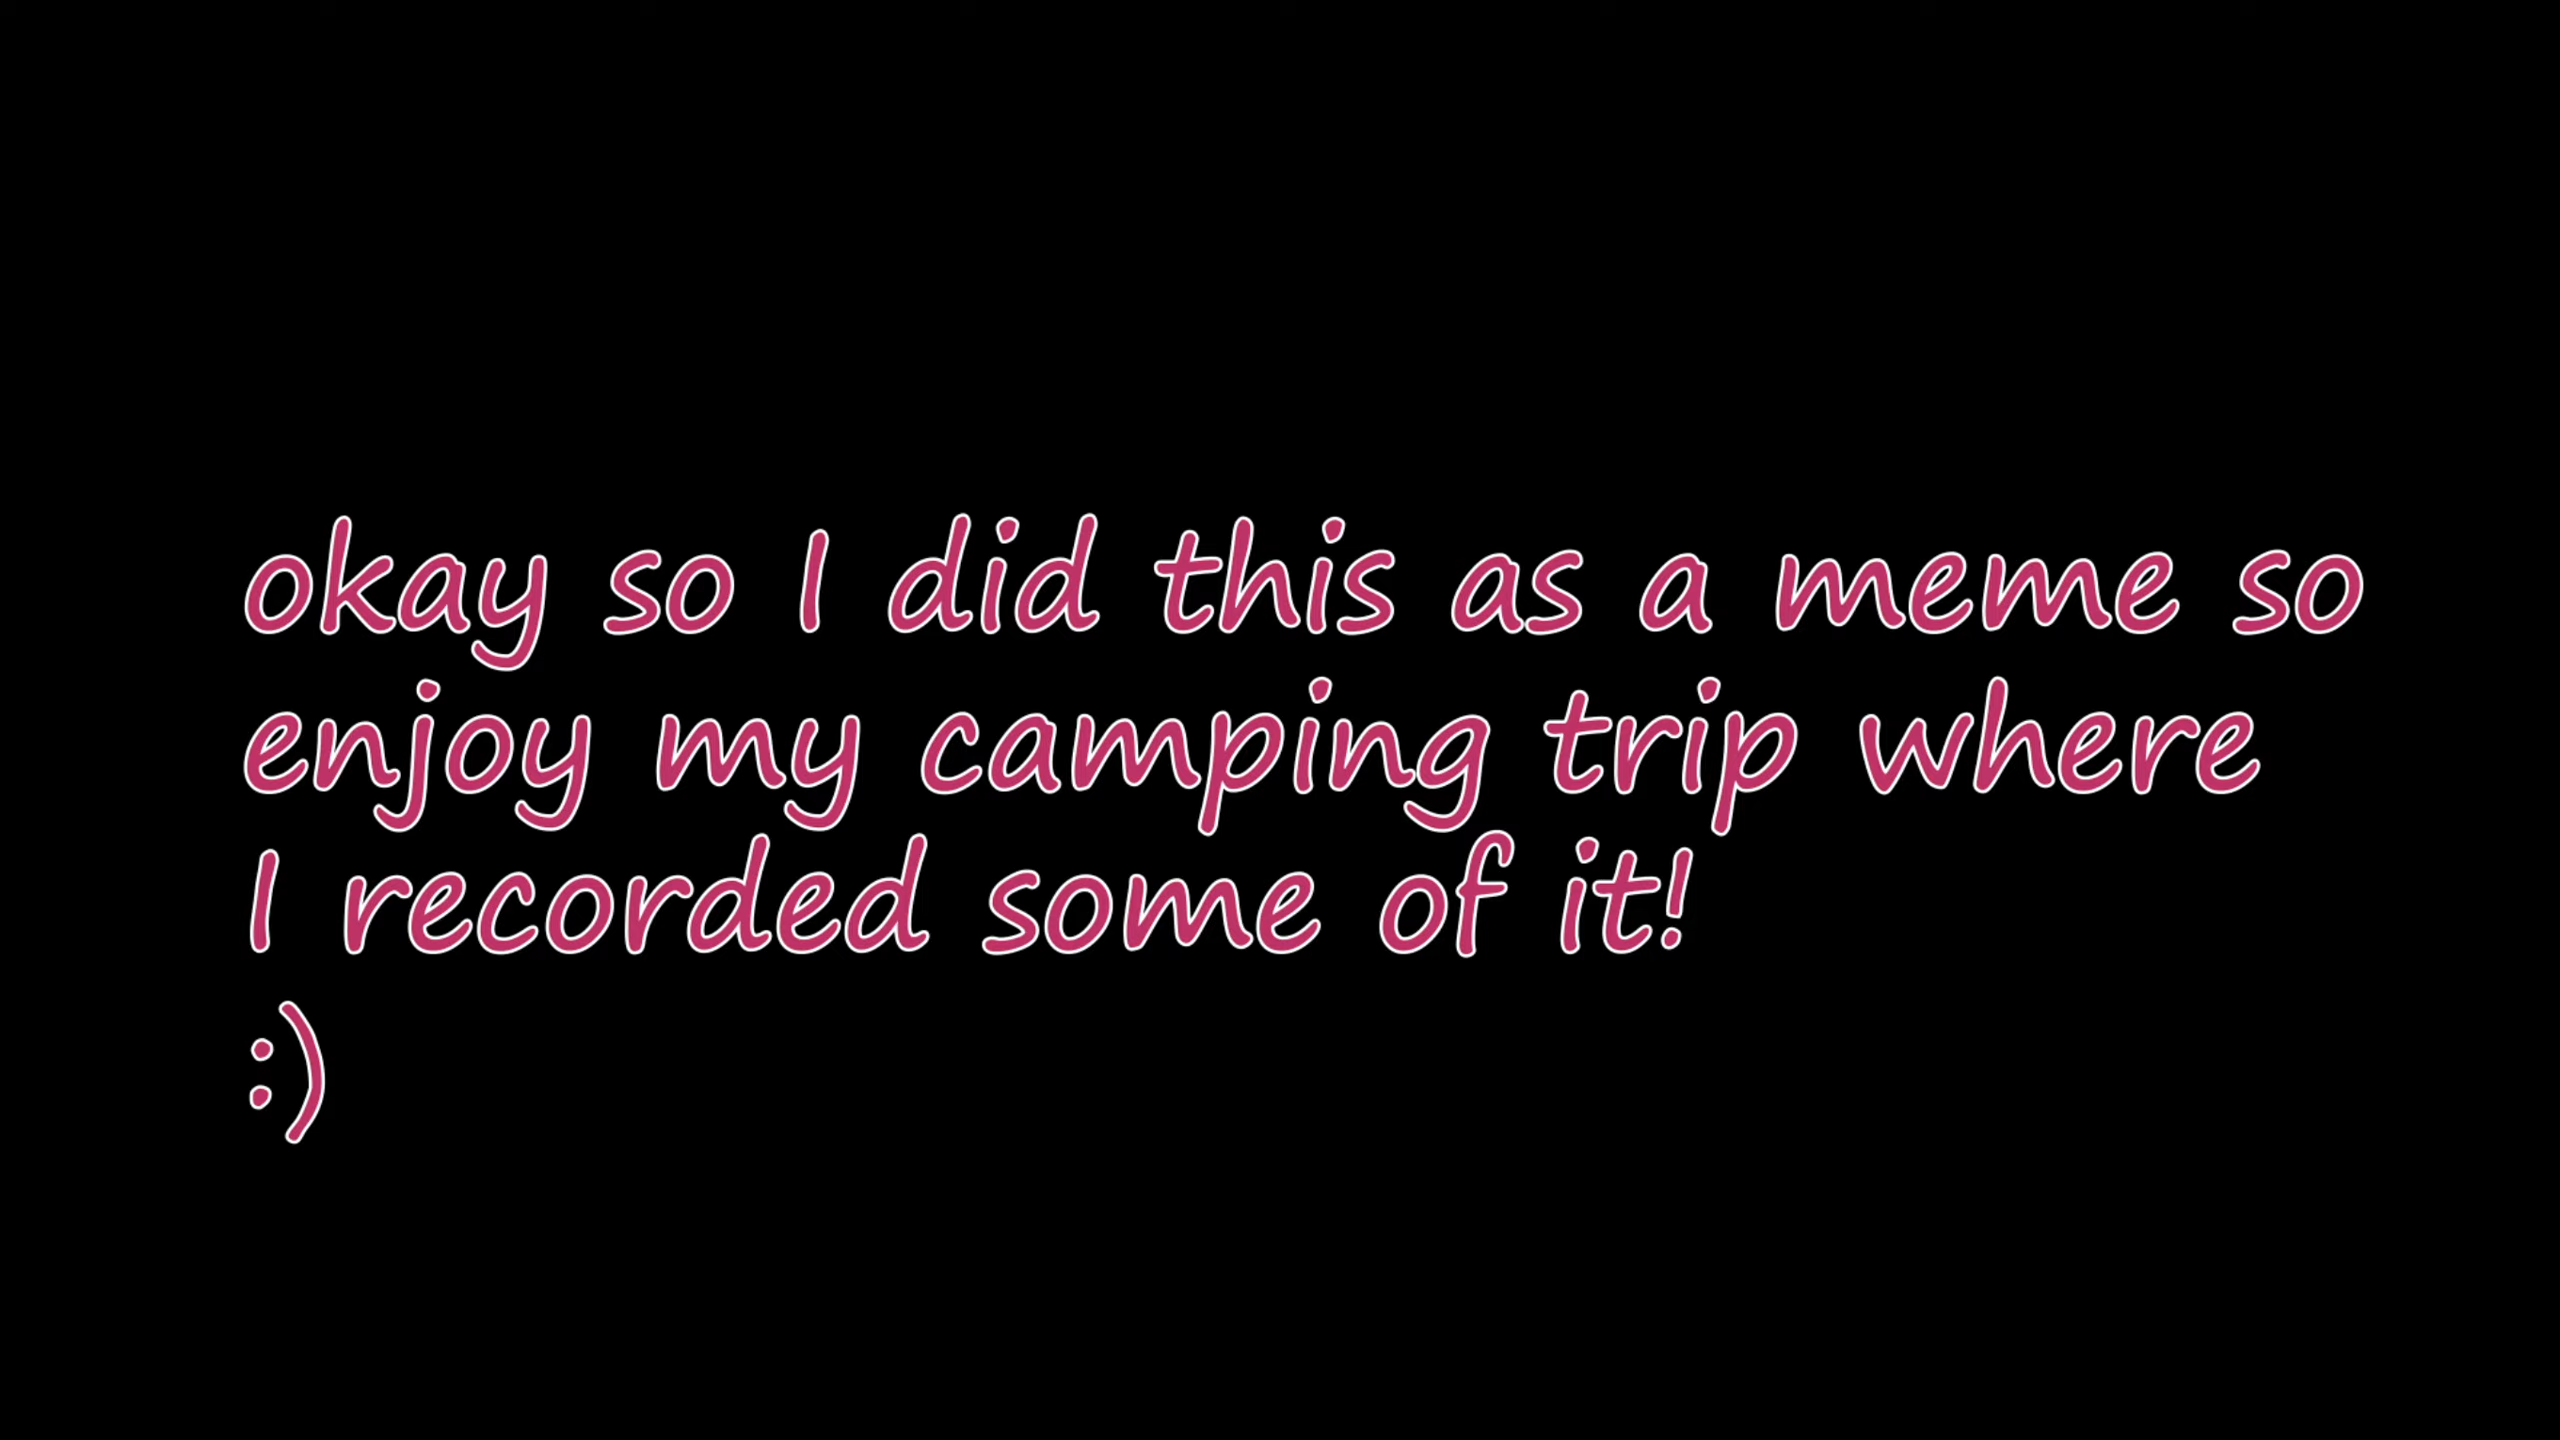 okay so I did this as a meme so
enjoy my camping trip where
I recorded some of it!
:)